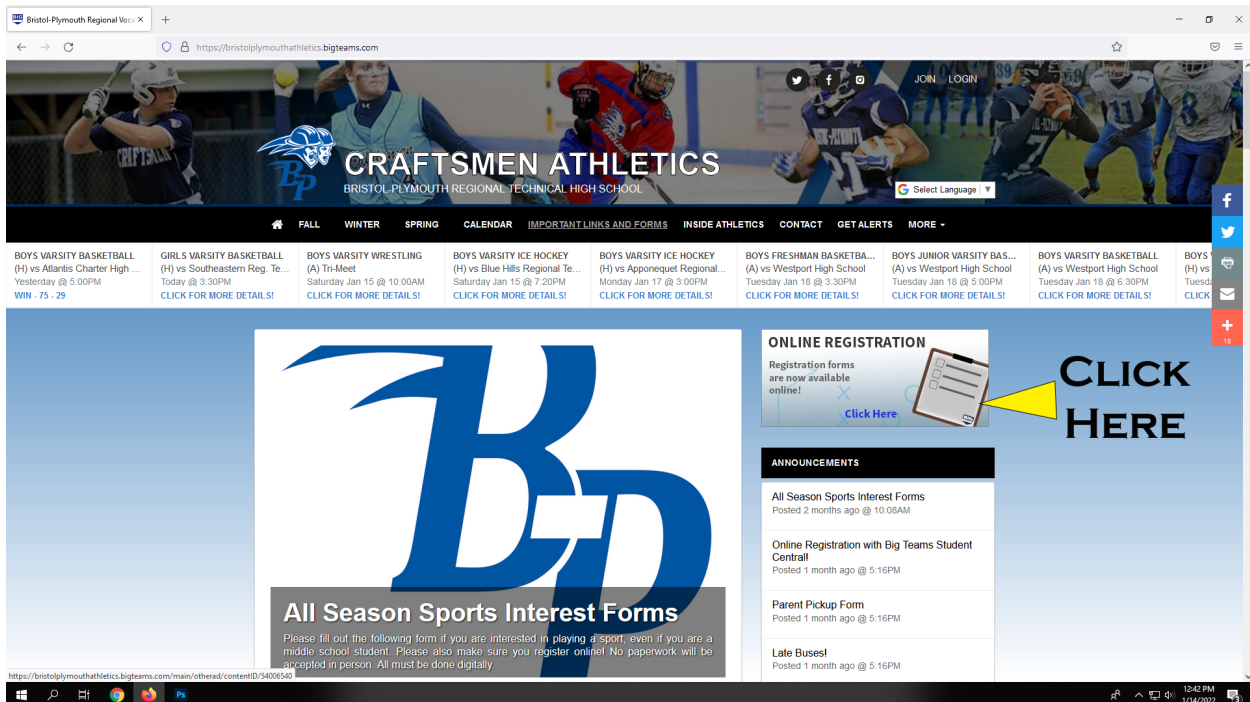 Bristol-Plymouth Regional Voca
https://bristolplymouthathletics.bigteams.com
JOIN LOGIN
CRAFTSMEN ATHLETICS
BRISTOL-PLYMOUTH REGIONAL TECHNICAL HIGH SCHOOL
BP
G Select Language ▼
FALL WINTER SPRING CALENDAR IMPORTANT LINKS AND FORMS INSIDE ATHLETICS CONTACT GET ALERTS MORE
BOYS VARSITY BASKETBALL
(H) vs Atlantis Charter High ...
Yesterday @ 5:00PM
WIN - 75 - 29
GIRLS VARSITY BASKETBALL
(H) vs Southeastern Reg. Te...
Today @ 3:30PM
CLICK FOR MORE DETAILS!
BOYS VARSITY WRESTLING
(A) Tri-Meet
Saturday Jan 15 @ 10:00AM
CLICK FOR MORE DETAILS!
BOYS VARSITY ICE HOCKEY
(H) vs Blue Hills Regional Te...
Saturday Jan 15 @ 7:20PM
CLICK FOR MORE DETAILS!
BOYS VARSITY ICE HOCKEY
(H) vs Apponequet Regional...
Monday Jan 17 @ 3:00PM
CLICK FOR MORE DETAILS!
BOYS FRESHMAN BASKETBA...
(A) vs Westport High School
Tuesday Jan 18 @ 3:30PM
CLICK FOR MORE DETAILS!
BOYS JUNIOR VARSITY BAS...
(A) vs Westport High School
Tuesday Jan 18 @ 5:00PM
CLICK FOR MORE DETAILS!
BOYS VARSITY BASKETBALL
(A) vs Westport High School
Tuesday Jan 18 @ 6:30PM
CLICK FOR MORE DETAILS!
BOYS
(H) vs
Tuesd
CLICK
18
ONLINE REGISTRATION
Registration forms
are now available
online!
Click Here
CLICK
HERE
BP
All Season Sports Interest Forms
Please fill out the following form if you are interested in playing a sport, even if you are a
middle school student. Please also make sure you register online! No paperwork will be
accepted in person. All must be done digitally
ANNOUNCEMENTS
All Season Sports Interest Forms
Posted 2 months ago @ 10:08AM
Online Registration with Big Teams Student
Central!
Posted 1 month ago @ 5:16PM
Parent Pickup Form
Posted 1 month ago @ 5:16PM
Late Buses!
Posted 1 month ago @ 5:16PM
https://bristolplymouthathletics.bigteams.com/main/otherad/contentID/54006540
Ps
12:42 PM
1/14/2022